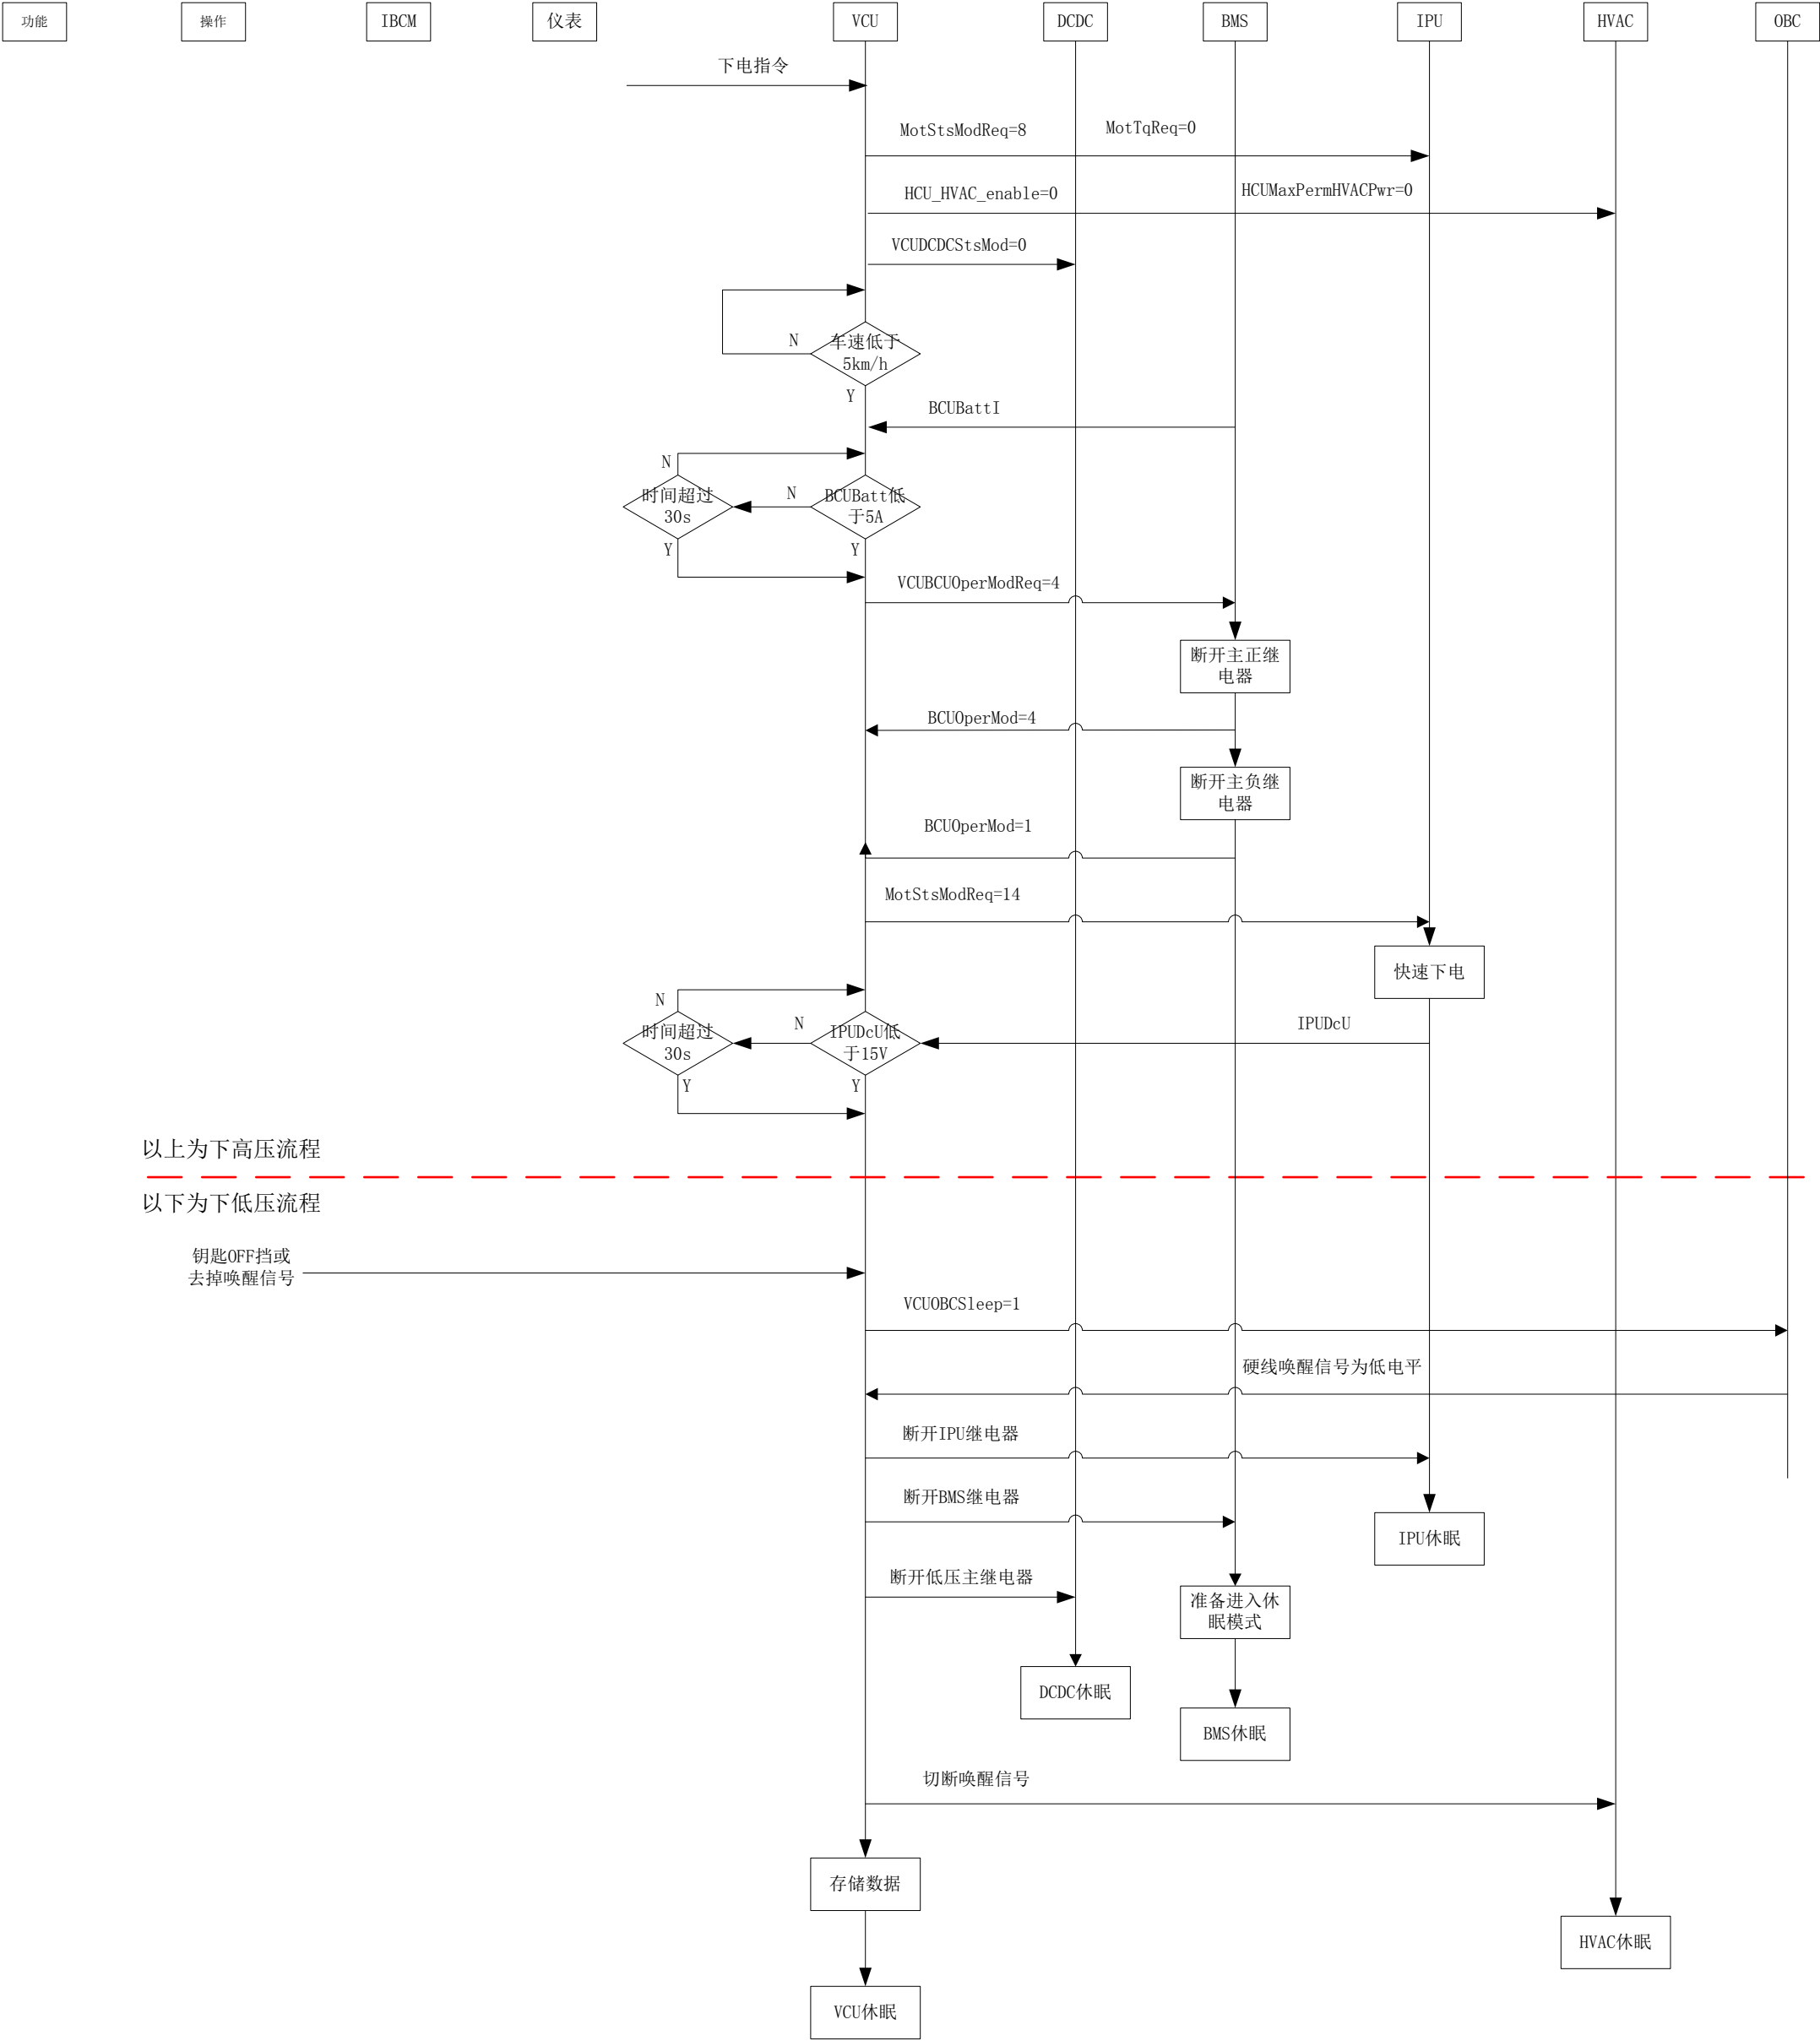 功能
操作
IBCM
仪表
VCU
DCDC
BMS
IPU
HVAC
OBC
下电指令
MotStsModReq=8
MotTqReq=0
HCU_HVAC_enable=0
HCUMaxPermHVACPwr=0
VCUDCDCStsMod=0
N
车速低于
5km/h
Y
BCUBattI
N
时间超过
30s
N
BCUBatt低
于5A
Y
Y
VCUBCUOperModReq=4
断开主正继
电器
BCUOperMod=4
断开主负继
电器
BCUOperMod=1
MotStsModReq=14
快速下电
N
时间超过
30s
N
IPUDcU低
于15V
IPUDcU
Y
Y
以上为下高压流程
以下为下低压流程
钥匙OFF挡或
去掉唤醒信号
VCUOBCSleep=1
硬线唤醒信号为低电平
断开IPU继电器
断开BMS继电器
IPU休眠
断开低压主继电器
准备进入休
眠模式
DCDC休眠
BMS休眠
切断唤醒信号
存储数据
HVAC休眠
VCU休眠